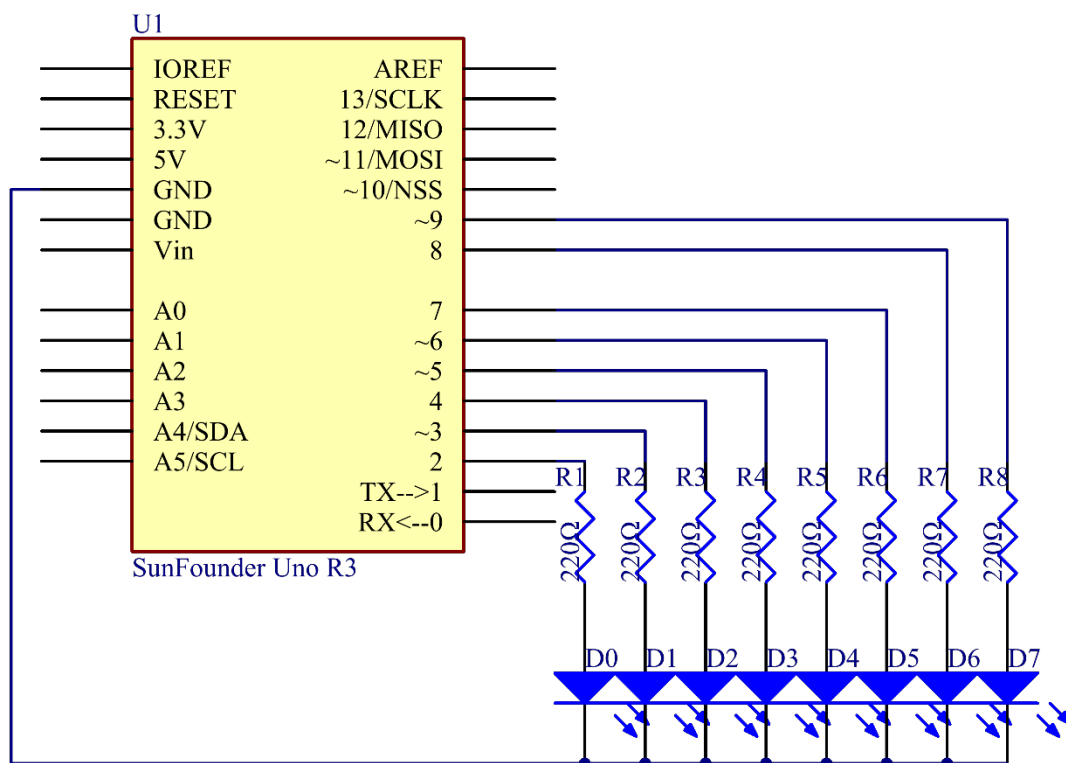 U1
IOREF AREF
RESET 13/SCLK
3.3V 12/MISO
5V ~11/MOSI
GND ~10/NSS
GND ~9
Vin 8
A0 7
A1 ~6
A2 ~5
A3 4
A4/SDA ~3
A5/SCL 2
TX-->1
RX<--0
SunFounder Uno R3
R1 R2 R3 R4 R5 R6 R7 R8
220Ω 220Ω 220Ω 220Ω 220Ω 220Ω 220Ω 220Ω
D0 D1 D2 D3 D4 D5 D6 D7